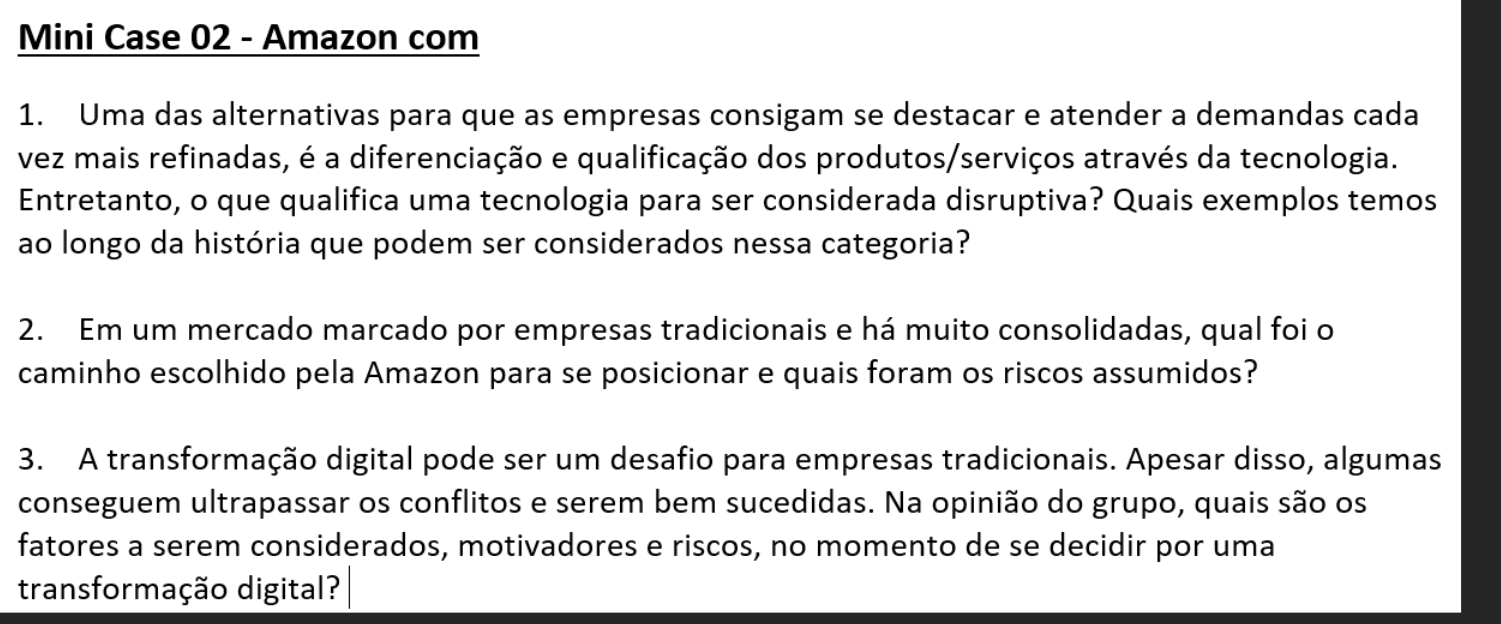 Mini Case 02 - Amazon com
1. Uma das alternativas para que as empresas consigam se destacar e atender a demandas cada
vez mais refinadas, é a diferenciação e qualificação dos produtos/serviços através da tecnologia.
Entretanto, o que qualifica uma tecnologia para ser considerada disruptiva? Quais exemplos temos
ao longo da história que podem ser considerados nessa categoria?
2. Em um mercado marcado por empresas tradicionais e há muito consolidadas, qual foi o
caminho escolhido pela Amazon para se posicionar e quais foram os riscos assumidos?
3. A transformação digital pode ser um desafio para empresas tradicionais. Apesar disso, algumas
conseguem ultrapassar os conflitos e serem bem sucedidas. Na opinião do grupo, quais são os
fatores a serem considerados, motivadores e riscos, no momento de se decidir por uma
transformação digital?